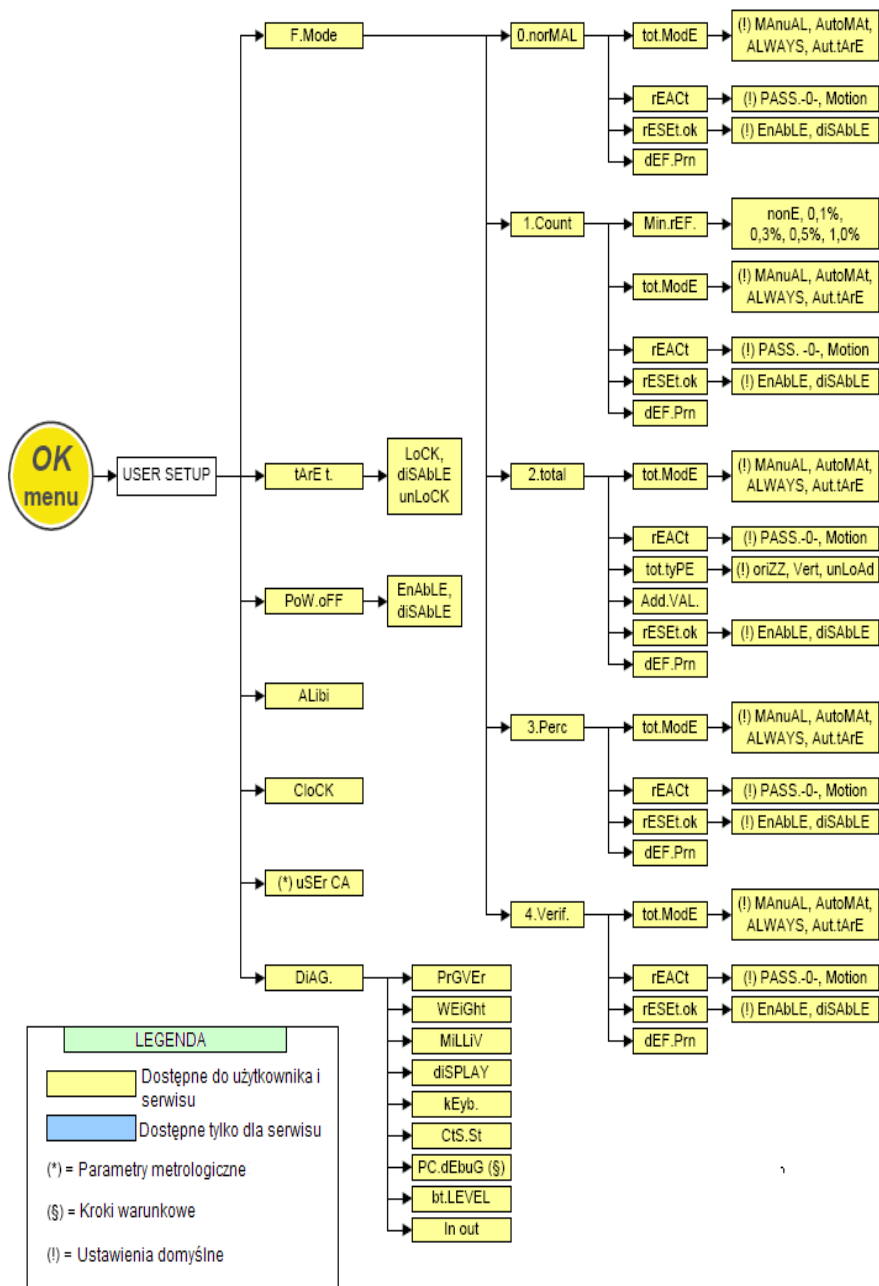 OK
menu
USER SETUP
F.Mode
0.norMAL
tot.ModE
(!) MAnuAL, AutoMAt,
ALWAYS, Aut.tArE
rEACt
(!) PASS.-0-, Motion
rESEt.ok
(!) EnAbLE, diSAbLE
dEF.Prn
1.Count
Min.rEF.
nonE, 0,1%,
0,3%, 0,5%, 1,0%
tot.ModE
(!) MAnuAL, AutoMAt,
ALWAYS, Aut.tArE
rEACt
(!) PASS. -0-, Motion
rESEt.ok
(!) EnAbLE, diSAbLE
dEF.Prn
tArE t.
LoCK,
diSAbLE
unLoCK
2.total
tot.ModE
(!) MAnuAL, AutoMAt,
ALWAYS, Aut.tArE
rEACt
(!) PASS.-0-, Motion
tot.tyPE
(!) oriZZ, Vert, unLoAd
Add.VAL.
rESEt.ok
(!) EnAbLE, diSAbLE
dEF.Prn
PoW.oFF
EnAbLE,
diSAbLE
ALibi
3.Perc
tot.ModE
(!) MAnuAL, AutoMAt,
ALWAYS, Aut.tArE
rEACt
(!) PASS.-0-, Motion
rESEt.ok
(!) EnAbLE, diSAbLE
dEF.Prn
CloCK
(*) uSEr CA
4.Verif.
tot.ModE
(!) MAnuAL, AutoMAt,
ALWAYS, Aut.tArE
rEACt
(!) PASS.-0-, Motion
rESEt.ok
(!) EnAbLE, diSAbLE
dEF.Prn
DiAG.
PrGVEr
WEiGht
MiLLiV
diSPLAY
kEyb.
CtS.St
PC.dEbuG (§)
bt.LEVEL
In out
LEGENDA
Dostępne do użytkownika i
serwisu
Dostępne tylko dla serwisu
(*) = Parametry metrologiczne
(§) = Kroki warunkowe
(!) = Ustawienia domyślne